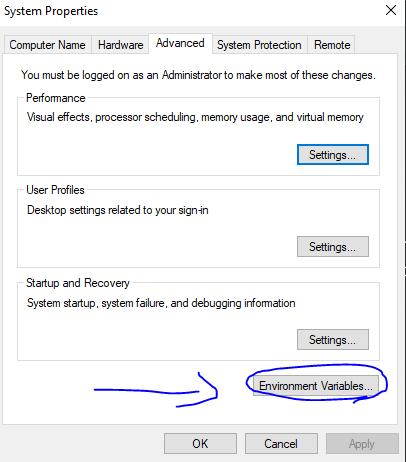 System Properties
Computer Name Hardware Advanced System Protection Remote
You must be logged on as an Administrator to make most of these changes.
Performance
Visual effects, processor scheduling, memory usage, and virtual memory
Settings...
User Profiles
Desktop settings related to your sign-in
Settings...
Startup and Recovery
System startup, system failure, and debugging information
Settings...
Environment Variables...
OK Cancel Apply